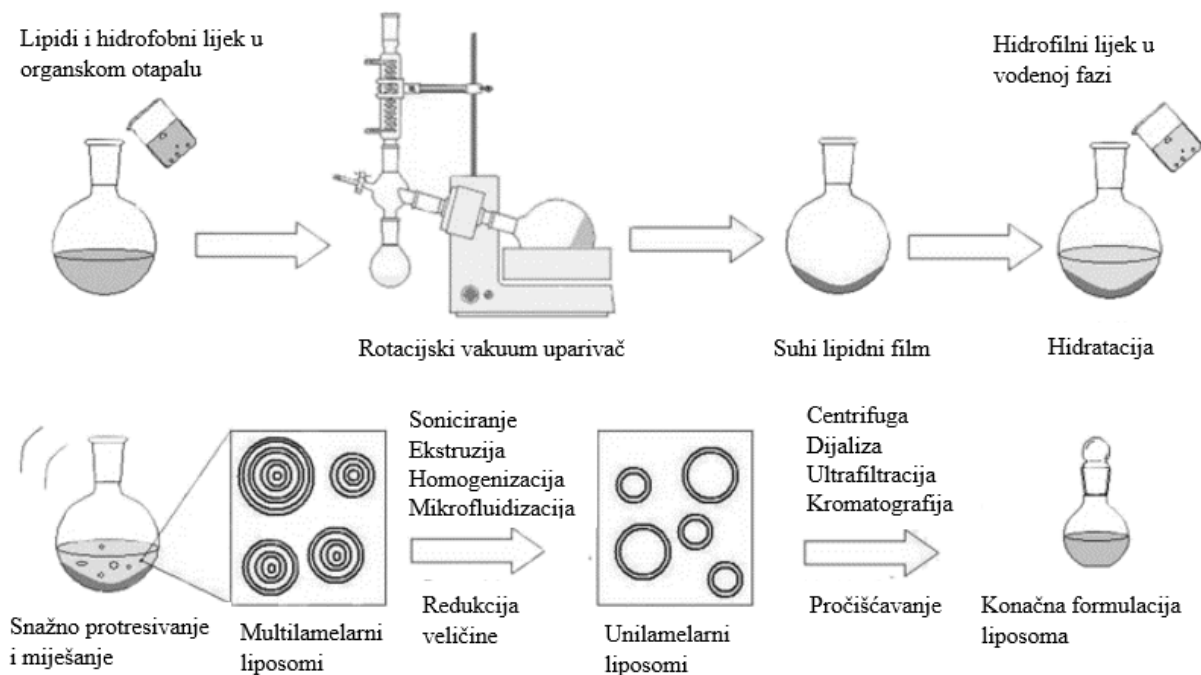 Lipidi i hidrofobni lijek u
organskom otapalu
Hidrofilni lijek u
vodenoj fazi
Rotacijski vakuum uparivač
Suhi lipidni film
Hidratacija
Snažno protresivanje
i miješanje
Multilamelarni
liposomi
Soniciranje
Ekstruzija
Homogenizacija
Mikrofluidizacija
Redukcija
veličine
Unilamelarni
liposomi
Centrifuga
Dijaliza
Ultrafiltracija
Kromatografija
Pročišćavanje
Konačna formulacija
liposoma